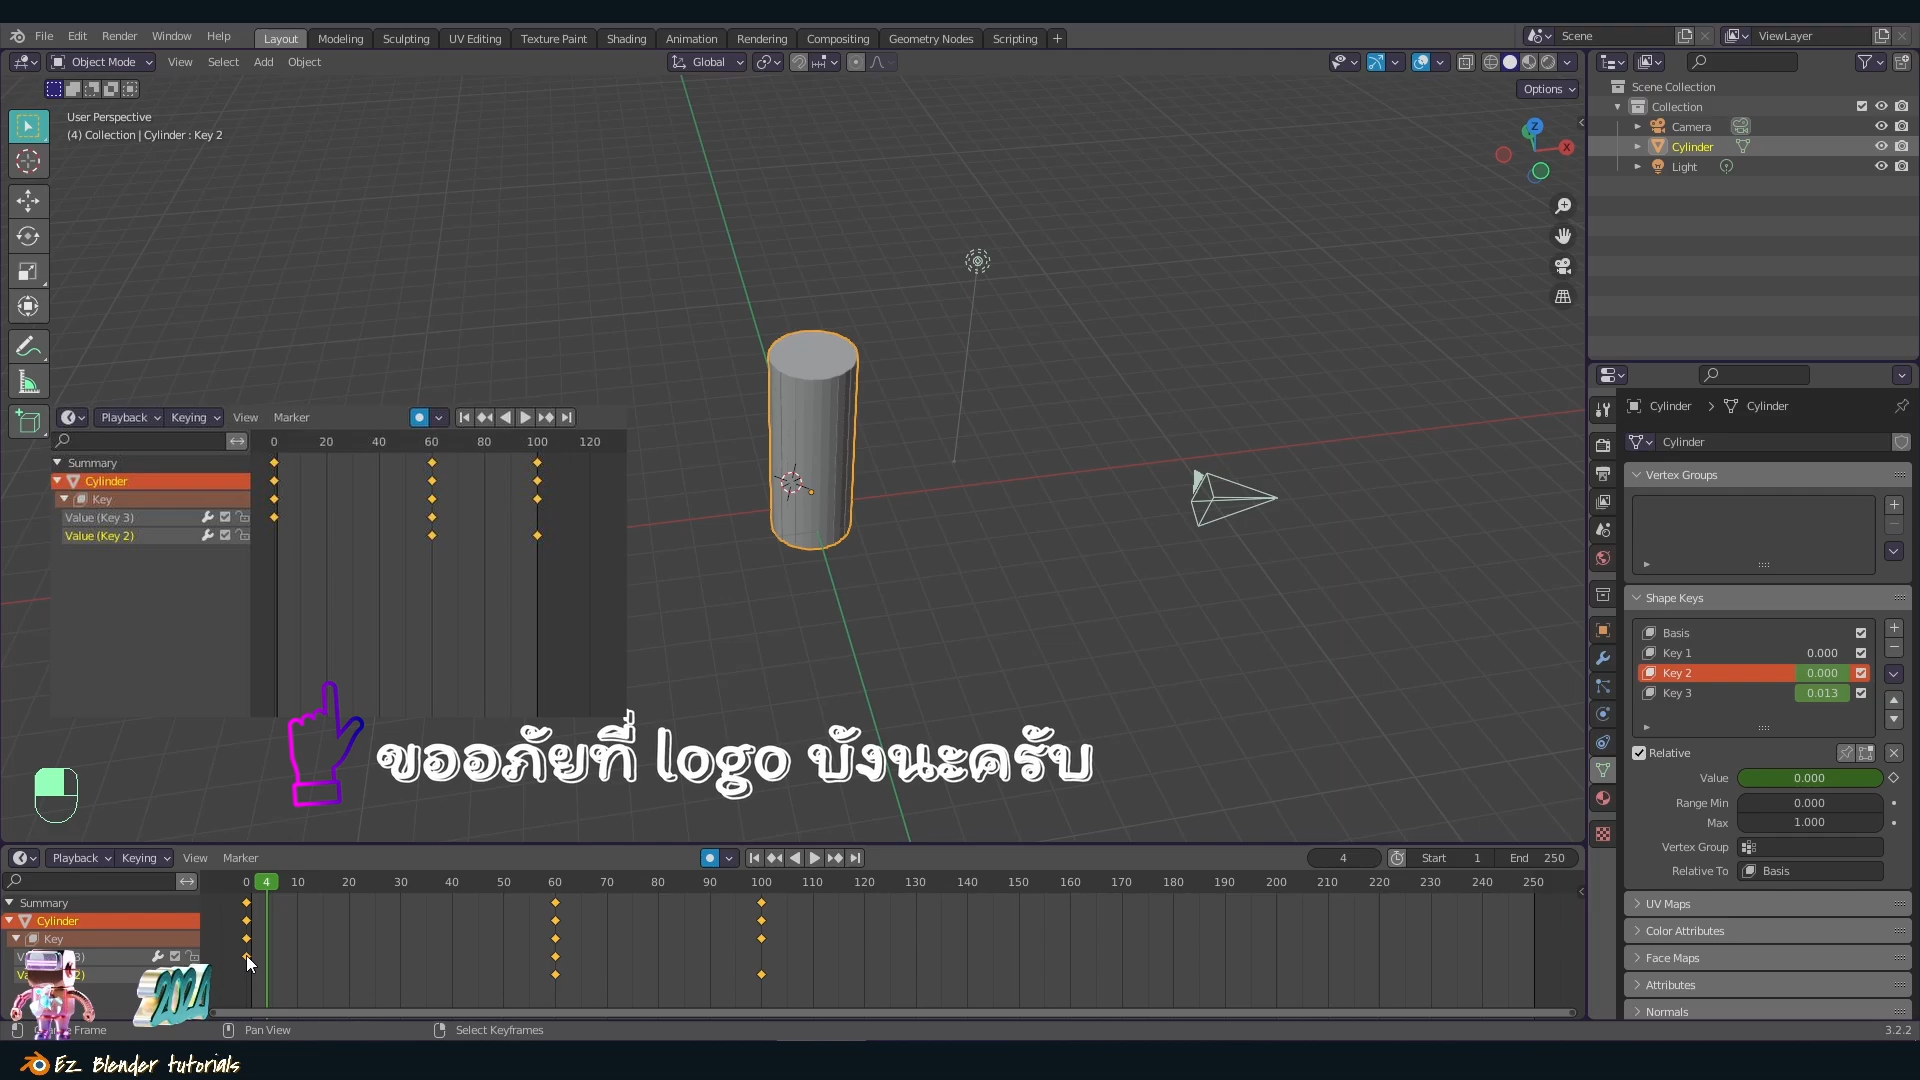 File Edit Render Window Help Layout Modeling Sculpting UV Editing Texture Paint Shading Animation Rendering Compositing Geometry Nodes Scripting + Scene ViewLayer
Object Mode View Select Add Object Global
Options
User Perspective
(4) Collection | Cylinder : Key 2
Z
X
Scene Collection
Collection
Camera
Cylinder
Light
Playback Keying View Marker
0 20 40 60 80 100 120
Summary
Cylinder
Key
Value (Key 3)
Value (Key 2)
ขออภัยที่ logo บังนะครับ
Cylinder > Cylinder
Cylinder
Vertex Groups
Shape Keys
Basis
Key 1 0.000
Key 2 0.000
Key 3 0.013
Relative
Value 0.000
Range Min 0.000
Max 1.000
Vertex Group
Relative To Basis
UV Maps
Color Attributes
Face Maps
Attributes
Normals
Playback Keying View Marker 4 Start 1 End 250
0 4 10 20 30 40 50 60 70 80 90 100 110 120 130 140 150 160 170 180 190 200 210 220 230 240 250
Summary
Cylinder
Key
2024
Frame Pan View Select Keyframes 3.2.2
Ez Blender tutorials